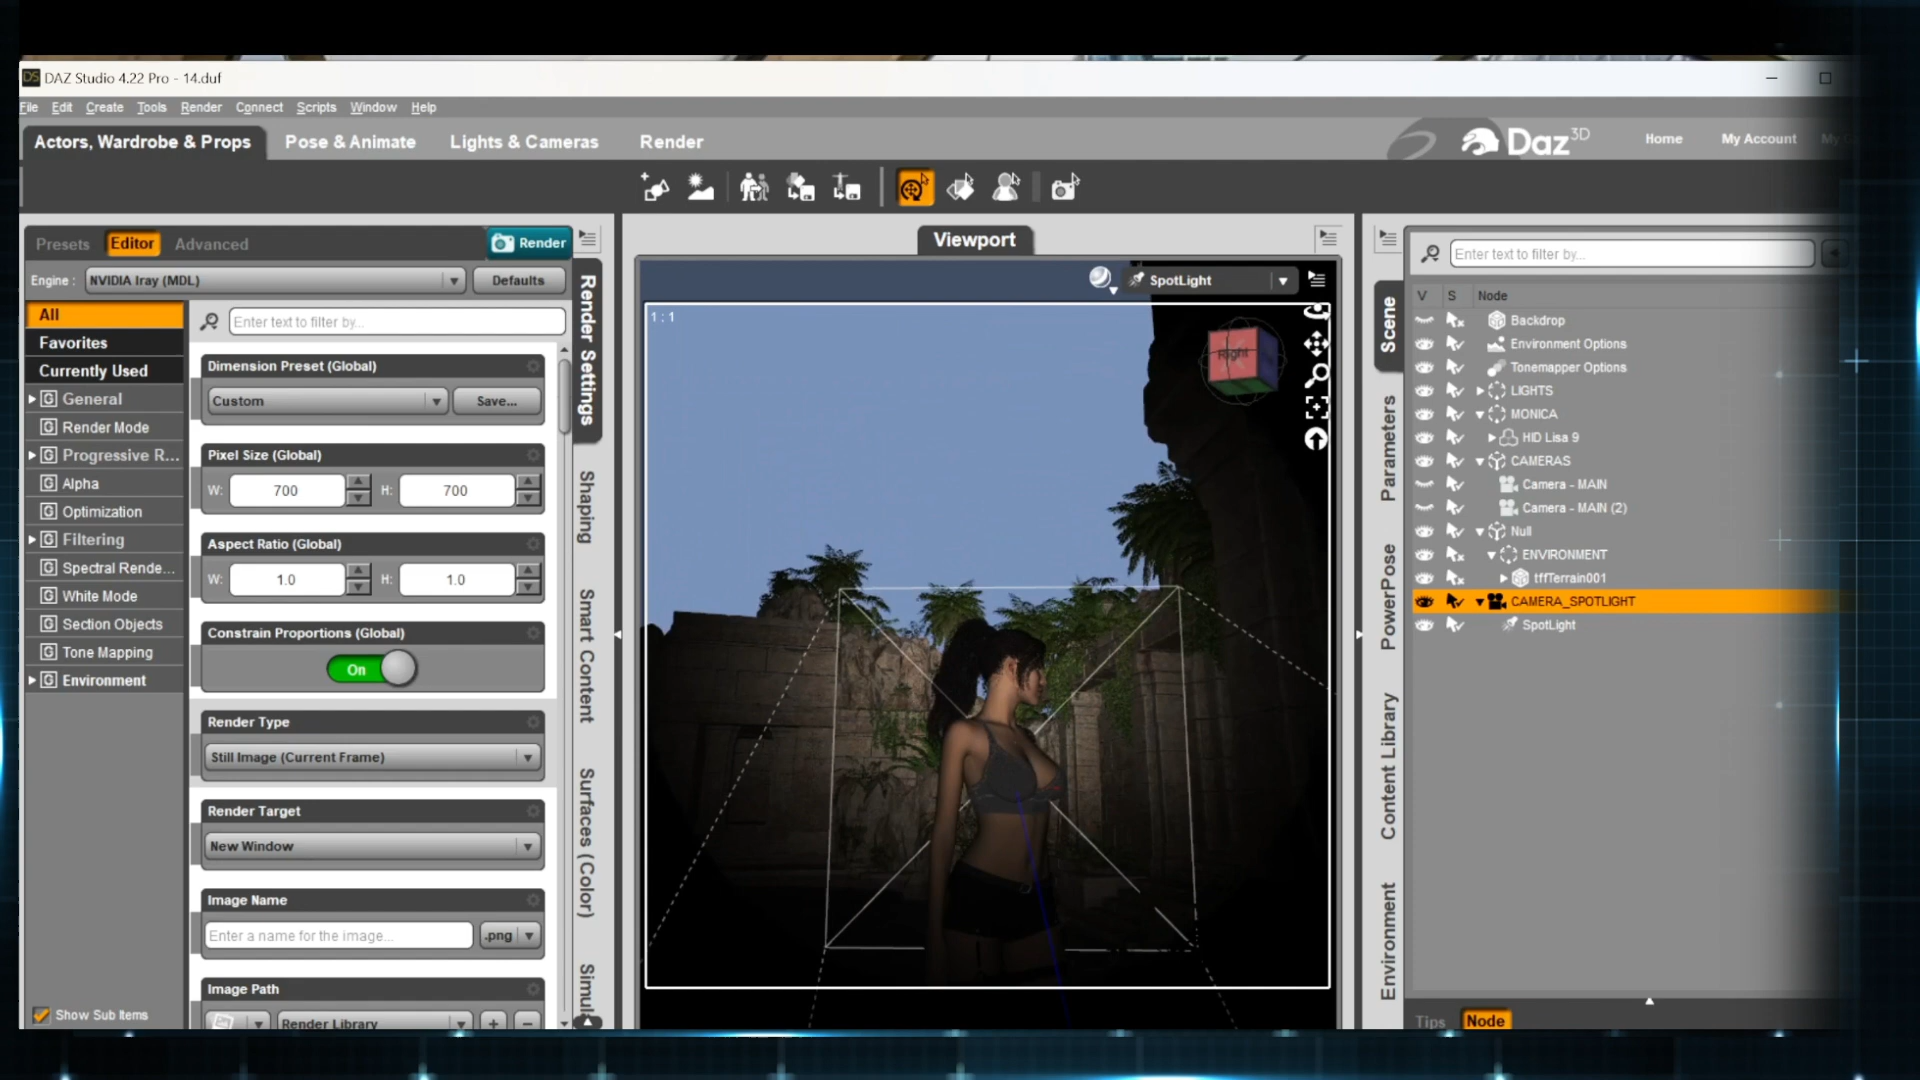 DAZ Studio 4.22 Pro - 14.duf
File Edit Create Tools Render Connect Scripts Window Help
Actors, Wardrobe & Props Pose & Animate Lights & Cameras Render
Daz 3D Home My Account
Presets Editor Advanced Render
Engine : NVIDIA Iray (MDL) Defaults
All
Favorites
Currently Used
General
Render Mode
Progressive R...
Alpha
Optimization
Filtering
Spectral Rende...
White Mode
Section Objects
Tone Mapping
Environment
Show Sub Items
Enter text to filter by...
Dimension Preset (Global)
Custom Save...
Pixel Size (Global)
W: 700 H: 700
Aspect Ratio (Global)
W: 1.0 H: 1.0
Constrain Proportions (Global)
On
Render Type
Still Image (Current Frame)
Render Target
New Window
Image Name
Enter a name for the image... .png
Image Path
Render Library
Render Settings
Shaping
Smart Content
Surfaces (Color)
Simul
Viewport
SpotLight
1 : 1
Right
Scene
Parameters
PowerPose
Content Library
Environment
Enter text to filter by...
V S Node
Backdrop
Environment Options
Tonemapper Options
LIGHTS
MONICA
HID Lisa 9
CAMERAS
Camera - MAIN
Camera - MAIN (2)
Null
ENVIRONMENT
tffTerrain001
CAMERA_SPOTLIGHT
SpotLight
Tips Node